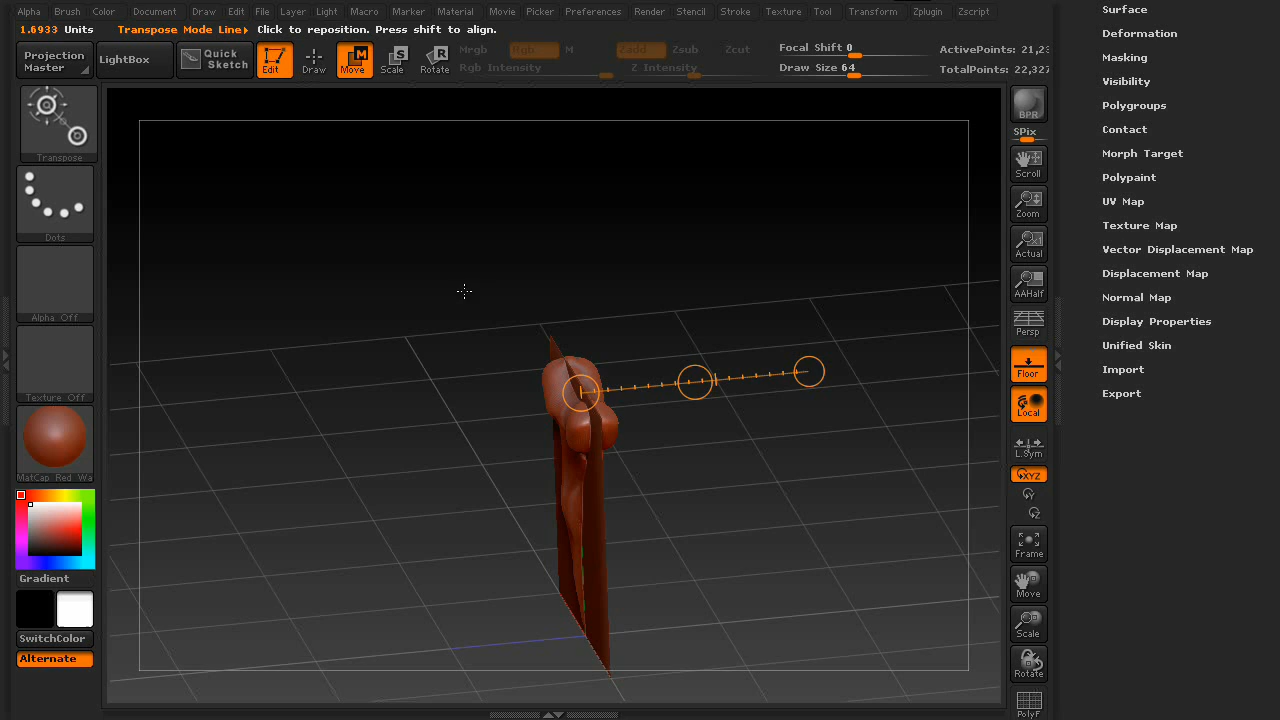 Alpha Brush Color Document Draw Edit File Layer Light Macro Marker Material Movie Picker Preferences Render Stencil Stroke Texture Tool Transform Zplugin Zscript
1.6933 Units Transpose Mode Line Click to reposition. Press shift to align.
Projection Master
LightBox
Quick Sketch
Edit
Draw
Move
Scale
Rotate
Mrgb Rgb M
Rgb Intensity
Zadd Zsub Zcut
Z Intensity
Focal Shift 0
Draw Size 64
ActivePoints: 21,2
TotalPoints: 22,32
Transpose
Dots
Alpha Off
Texture Off
MatCap Red Wa
Gradient
SwitchColor
Alternate
BPR
SPix
Scroll
Zoom
Actual
AAHalf
Persp
Floor
Local
L.Sym
XYZ
Y
Z
Frame
Move
Scale
Rotate
PolyF
Surface
Deformation
Masking
Visibility
Polygroups
Contact
Morph Target
Polypaint
UV Map
Texture Map
Vector Displacement Map
Displacement Map
Normal Map
Display Properties
Unified Skin
Import
Export